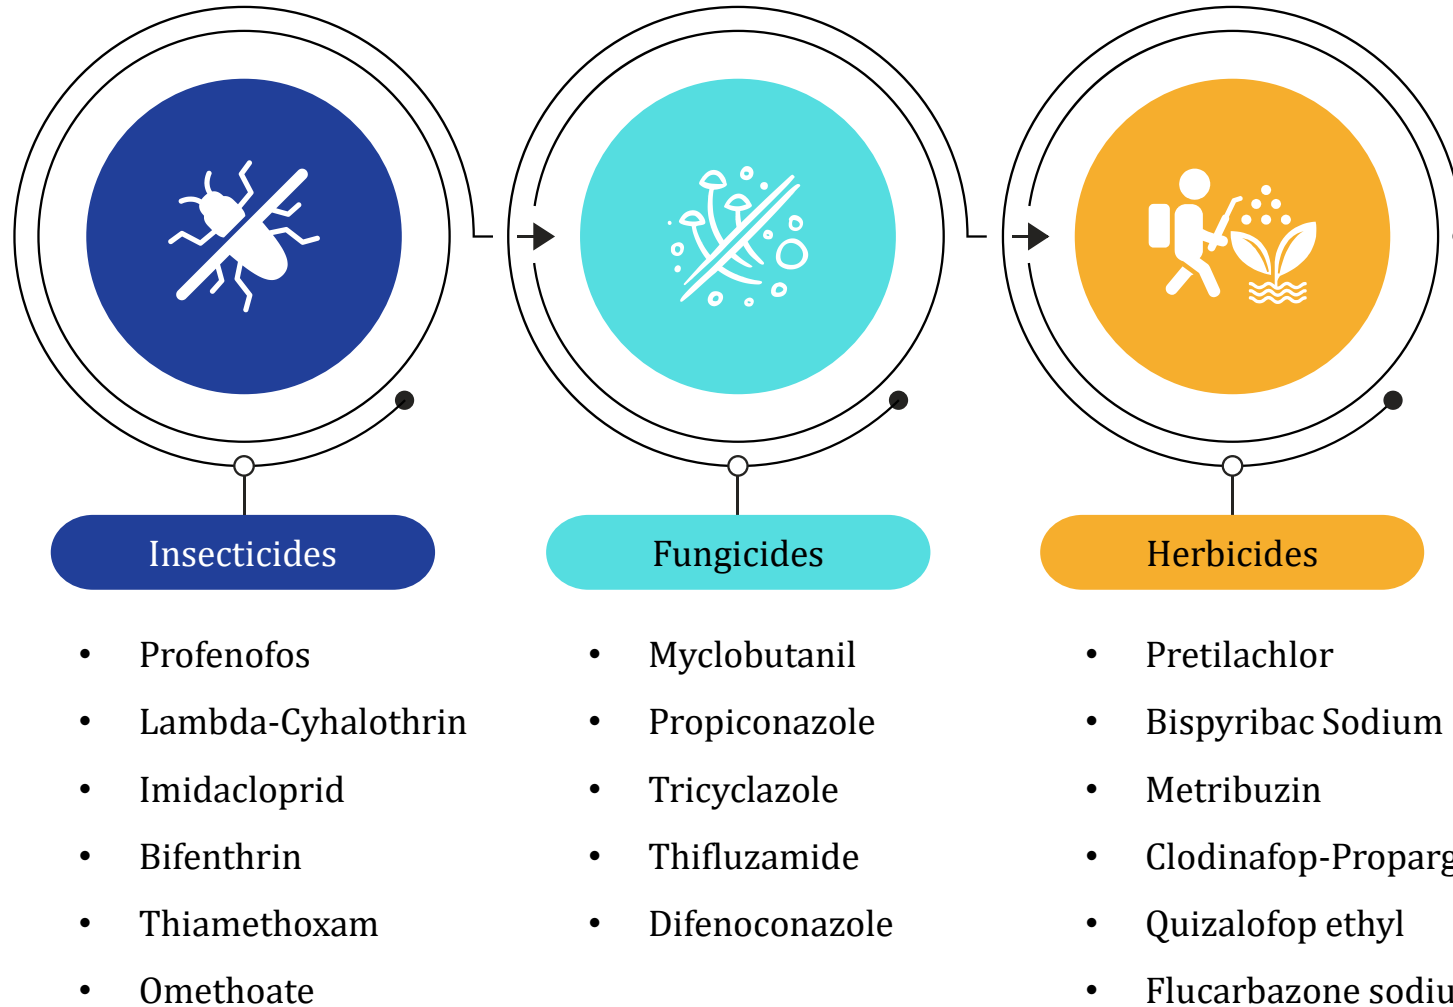 Insecticides
• Profenofos
• Lambda-Cyhalothrin
• Imidacloprid
• Bifenthrin
• Thiamethoxam
• Omethoate
Fungicides
• Myclobutanil
• Propiconazole
• Tricyclazole
• Thifluzamide
• Difenoconazole
Herbicides
• Pretilachlor
• Bispyribac Sodium
• Metribuzin
• Clodinafop-Proparg
• Quizalofop ethyl
• Flucarbazone sodiu